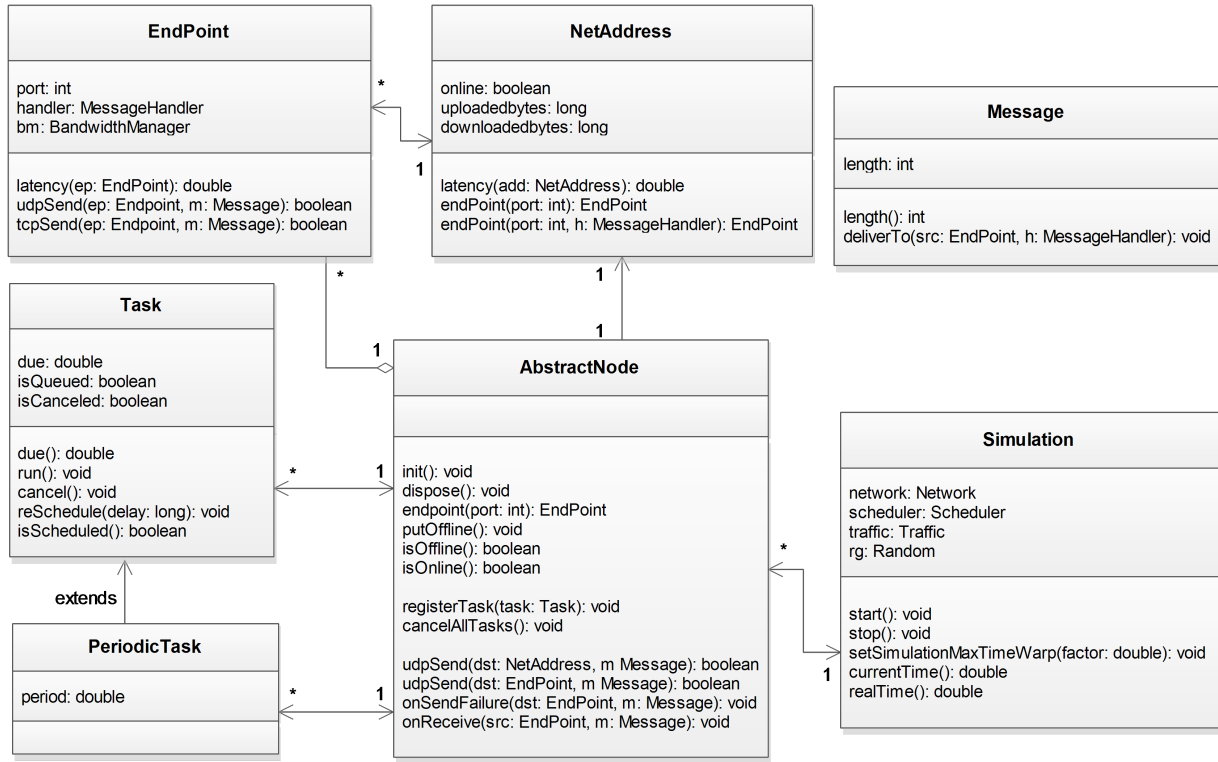 EndPoint
port: int
handler: MessageHandler
bm: BandwidthManager
latency(ep: EndPoint): double
udpSend(ep: Endpoint, m: Message): boolean
tcpSend(ep: Endpoint, m: Message): boolean
*
1
NetAddress
online: boolean
uploadedbytes: long
downloadedbytes: long
latency(add: NetAddress): double
endPoint(port: int): EndPoint
endPoint(port: int, h: MessageHandler): EndPoint
Message
length: int
length(): int
deliverTo(src: EndPoint, h: MessageHandler): void
*
1
1
1
Task
due: double
isQueued: boolean
isCanceled: boolean
due(): double
run(): void
cancel(): void
reSchedule(delay: long): void
isScheduled(): boolean
*
1
extends
PeriodicTask
period: double
*
1
AbstractNode
init(): void
dispose(): void
endpoint(port: int): EndPoint
putOffline(): void
isOffline(): boolean
isOnline(): boolean
registerTask(task: Task): void
cancelAllTasks(): void
udpSend(dst: NetAddress, m Message): boolean
udpSend(dst: EndPoint, m Message): boolean
onSendFailure(dst: EndPoint, m: Message): void
onReceive(src: EndPoint, m: Message): void
*
1
Simulation
network: Network
scheduler: Scheduler
traffic: Traffic
rg: Random
start(): void
stop(): void
setSimulationMaxTimeWarp(factor: double): void
currentTime(): double
realTime(): double